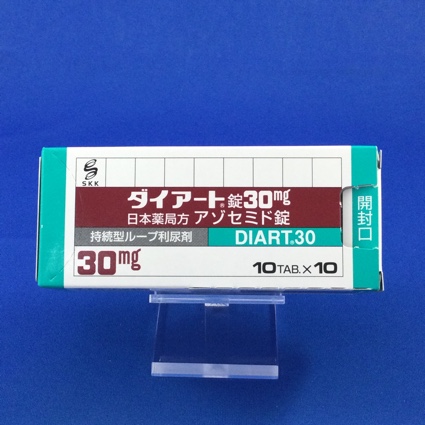 SKK
ダイアート®錠30mg
日本薬局方 アゾセミド錠
持続型ループ利尿剤 DIART®30
30mg 10TAB.×10
開封口